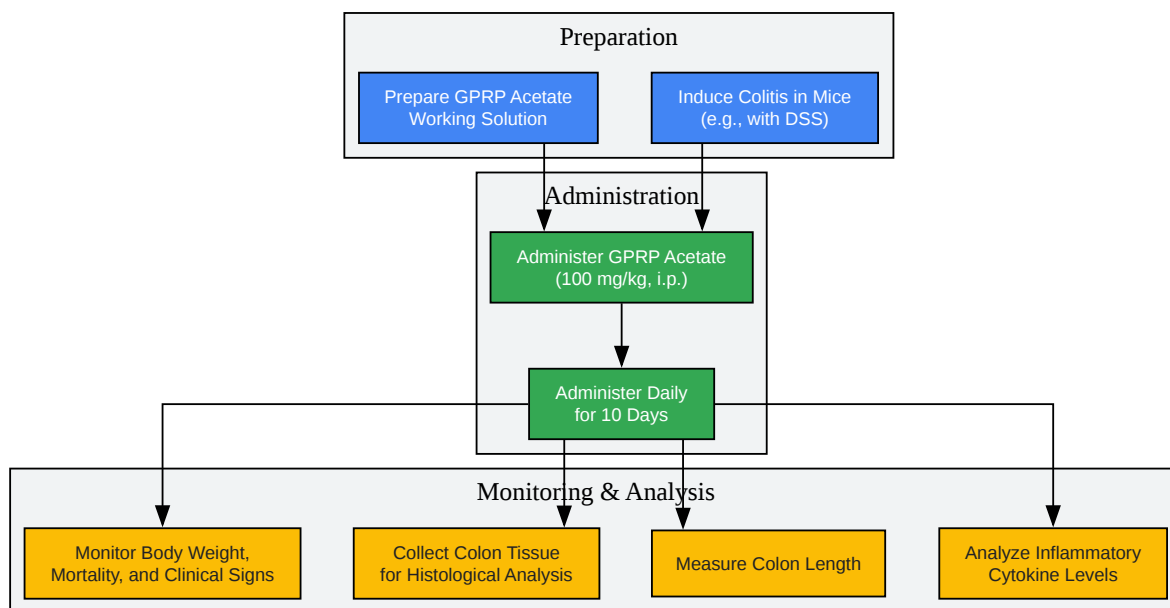 Preparation
Prepare GPRP Acetate
Working Solution
Induce Colitis in Mice
(e.g., with DSS)
Administration
Administer GPRP Acetate
(100 mg/kg, i.p.)
Administer Daily
for 10 Days
Monitoring & Analysis
Monitor Body Weight,
Mortality, and Clinical Signs
Collect Colon Tissue
for Histological Analysis
Measure Colon Length
Analyze Inflammatory
Cytokine Levels